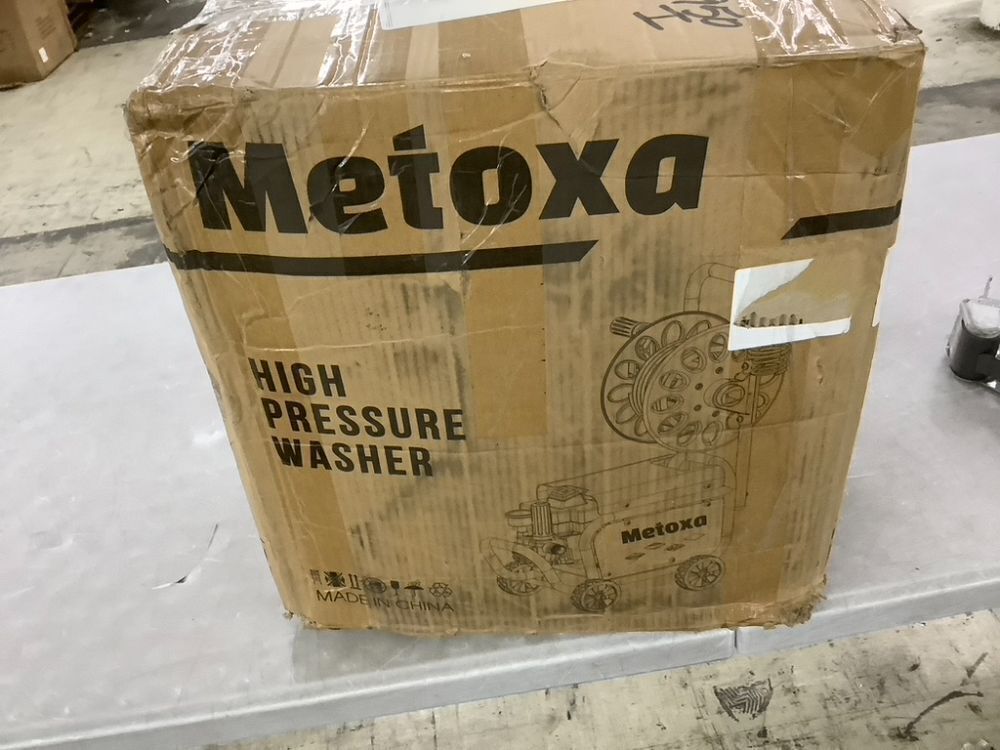 Metoxa
HIGH
PRESSURE
WASHER
Metoxa
MADE IN CHINA